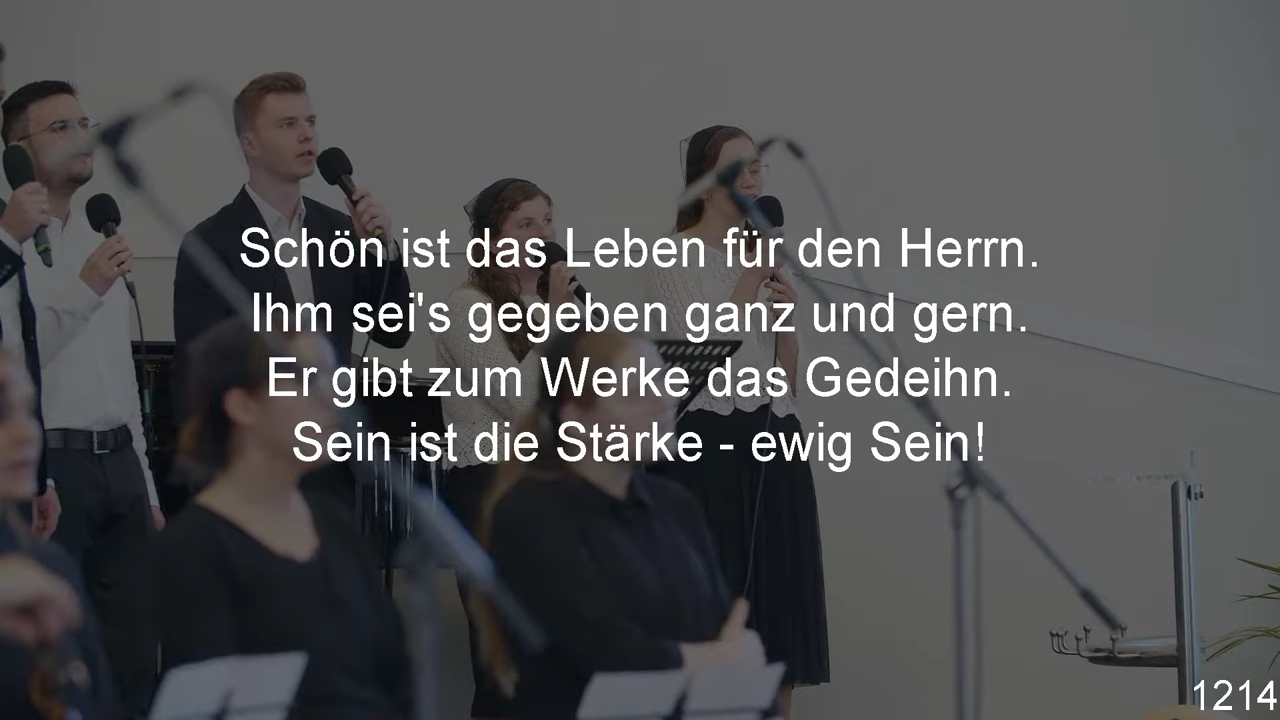 Schön ist das Leben für den Herrn.
Ihm sei's gegeben ganz und gern.
Er gibt zum Werke das Gedeihn.
Sein ist die Stärke - ewig Sein!
1214